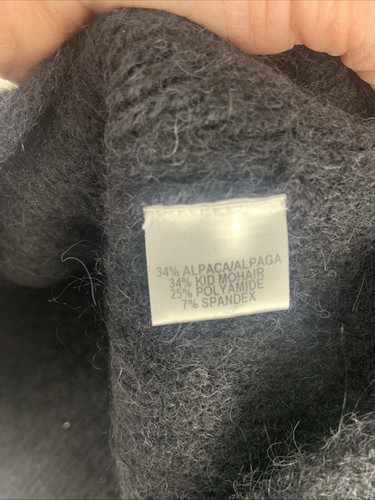 34% ALPACA/ALPAGA
34% KID MOHAIR
25% POLYAMIDE
7% SPANDEX